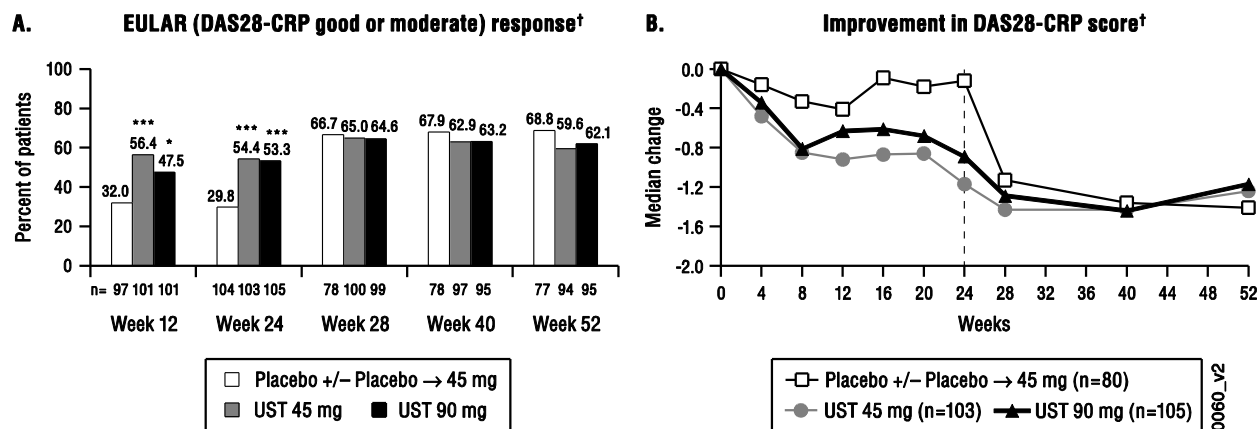 A. EULAR (DAS28-CRP good or moderate) response†
Percent of patients
100
80
60
40
20
0
***
56.4
*
47.5
32.0
***
54.4
***
53.3
29.8
66.7 65.0 64.6
67.9 62.9 63.2
68.8 59.6 62.1
n= 97 101 101 104 103 105 78 100 99 78 97 95 77 94 95
Week 12 Week 24 Week 28 Week 40 Week 52
Placebo +/– Placebo → 45 mg
UST 45 mg UST 90 mg
B. Improvement in DAS28-CRP score†
Median change
0.0
-0.4
-0.8
-1.2
-1.6
-2.0
0 4 8 12 16 20 24 28 32 36 40 44 48 52
Weeks
Placebo +/– Placebo → 45 mg (n=80)
UST 45 mg (n=103) UST 90 mg (n=105)
0060_v2